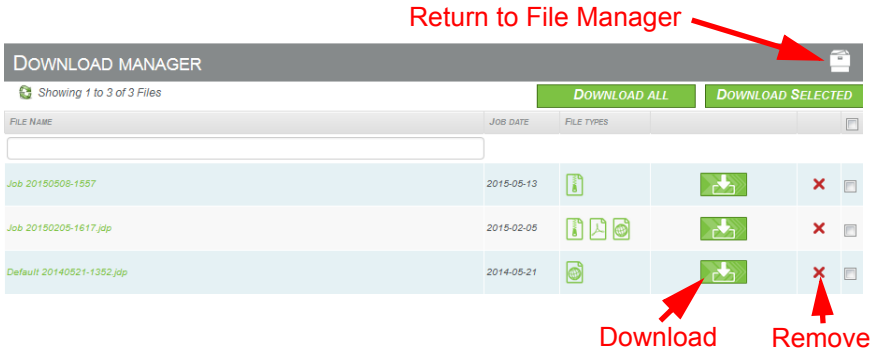 Return to File Manager
DOWNLOAD MANAGER
Showing 1 to 3 of 3 Files
DOWNLOAD ALL
DOWNLOAD SELECTED
FILE NAME JOB DATE FILE TYPES
Job 20150508-1557 2015-05-13
Job 20150205-1617.jdp 2015-02-05
Default 20140521-1352.jdp 2014-05-21
Download Remove